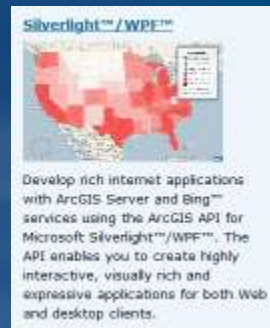 Silverlight™/WPF™
Develop rich internet applications
with ArcGIS Server and Bing™
services using the ArcGIS API for
Microsoft Silverlight™/WPF™. The
API enables you to create highly
interactive, visually rich and
expressive applications for both Web
and desktop clients.